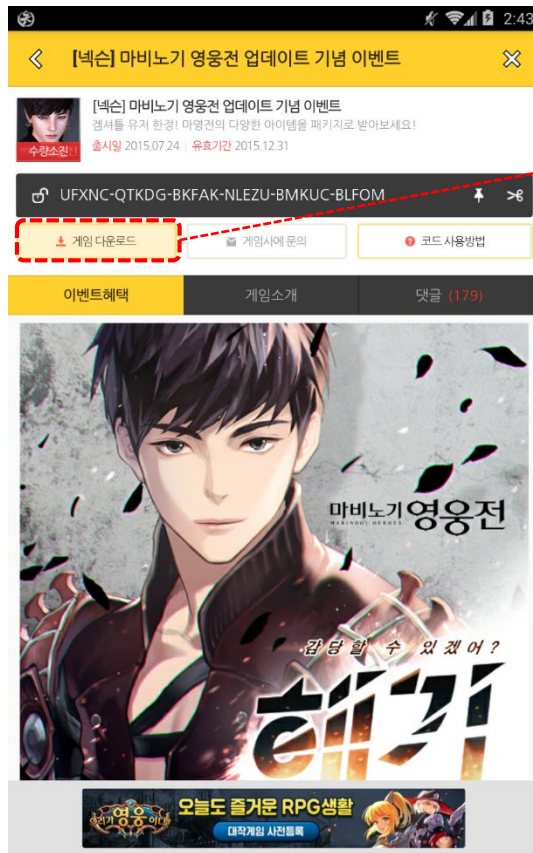 2:43
[넥슨] 마비노기 영웅전 업데이트 기념 이벤트
[넥슨] 마비노기 영웅전 업데이트 기념 이벤트
겜셔틀 유저 한정! 마영전의 다양한 아이템을 패키지로 받아보세요!
수량소진!
출시일 2015.07.24 | 유효기간 2015.12.31
UFXNC-QTKDG-BKFAK-NLEZU-BMKUC-BLFOM
게임 다운로드
게임사에 문의
코드 사용방법
이벤트혜택
게임소개
댓글 (179)
마비노기 영웅전
MABINOGI HEROES
감당할 수 있겠어?
헤기
우리가 영웅이다
오늘도 즐거운 RPG생활
대작게임 사전등록